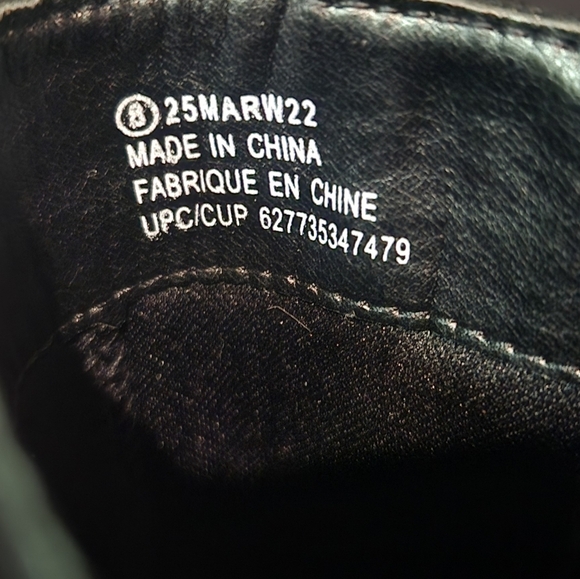 ⑧ 25MARW22
MADE IN CHINA
FABRIQUE EN CHINE
UPC/CUP 627735347479